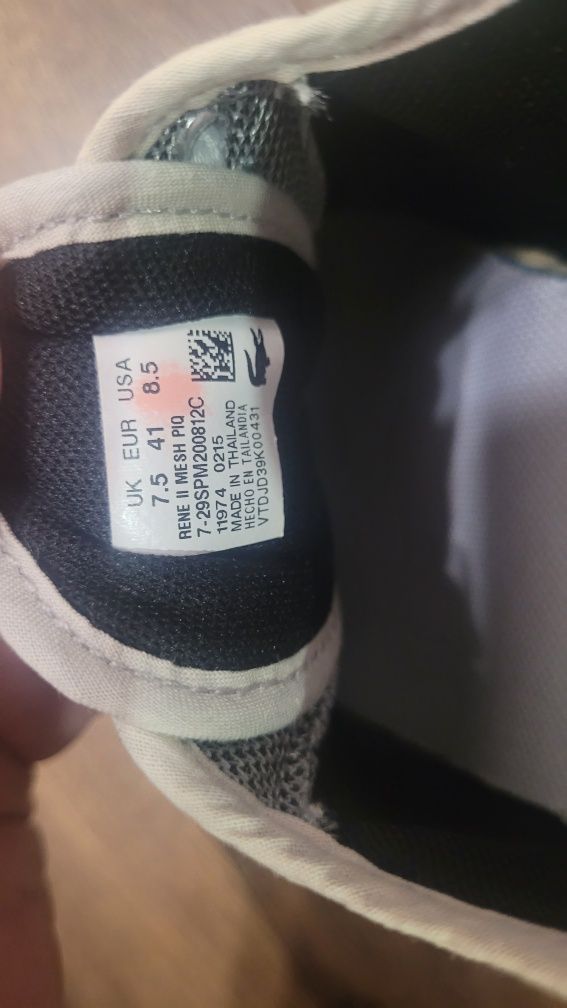 UK EUR USA
7.5 41 8.5
RENE II MESH PIQ
7-29SPM200812C
11974 0215
MADE IN THAILAND
HECHO EN TAILANDIA
VTDJD39K00431